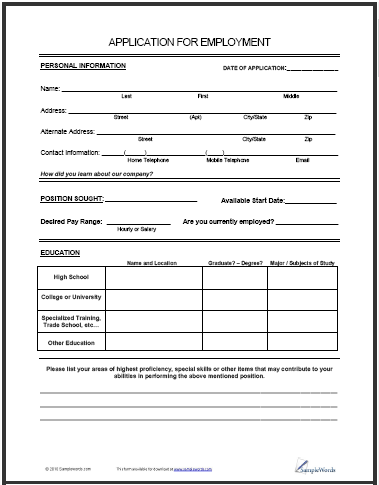 APPLICATION FOR EMPLOYMENT
PERSONAL INFORMATION DATE OF APPLICATION:
Name:
Last First Middle
Address:
Street (Apt) City/State Zip
Alternate Address:
Street City/State Zip
Contact Information: ( ) ( )
Home Telephone Mobile Telephone Email
How did you learn about our company?
POSITION SOUGHT: Available Start Date:
Desired Pay Range: Are you currently employed?
Hourly or Salary
EDUCATION
Name and Location Graduate? – Degree? Major / Subjects of Study
High School
College or University
Specialized Training,
Trade School, etc...
Other Education
Please list your areas of highest proficiency, special skills or other items that may contribute to your
abilities in performing the above mentioned position.
© 2010 SampleWords.com This form available for download at www.samplewords.com
SampleWords